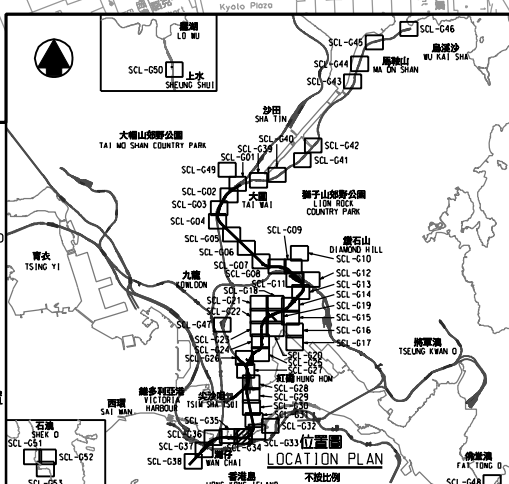 Kyoto Plaza
羅湖
LO WU
SCL-G50
上水
SHEUNG SHUI
SCL-G46
SCL-G45
烏溪沙
WU KAI SHA
SCL-G44
馬鞍山
MA ON SHAN
SCL-G43
沙田
SHA TIN
大帽山郊野公園
TAI MO SHAN COUNTRY PARK
SCL-G40
SCL-G39
SCL-G42
SCL-G01
SCL-G41
SCL-G49
SCL-G02
大圍
TAI WAI
獅子山郊野公園
LION ROCK
COUNTRY PARK
SCL-G03
SCL-G04
SCL-G05
SCL-G09
鑽石山
DIAMOND HILL
SCL-G06
SCL-G10
青衣
TSING YI
SCL-G07
SCL-G08
SCL-G12
九龍
KOWLOON
SCL-G11
SCL-G13
SCL-G18
SCL-G14
SCL-G21
SCL-G19
SCL-G22
SCL-G15
SCL-G47
SCL-G16
SCL-G23
SCL-G17
將軍澳
TSEUNG KWAN O
SCL-G24
SCL-G26
紅磡
HUNG HOM
SCL-G28
維多利亞港
VICTORIA
HARBOUR
TSIM SHA TSUI
SCL-G29
西環
SAI WAN
SCL-G35
SCL-G32
石澳
SHEK O
SCL-G36
SCL-G33
SCL-G51
SCL-G52
SCL-G37
SCL-G34
灣仔
WAN CHAI
SCL-G38
位置圖
LOCATION PLAN
佛堂澳
FAT TONG O
SCL-G53
香港島
HONG KONG ISLAND
不按比例
SCL-G48